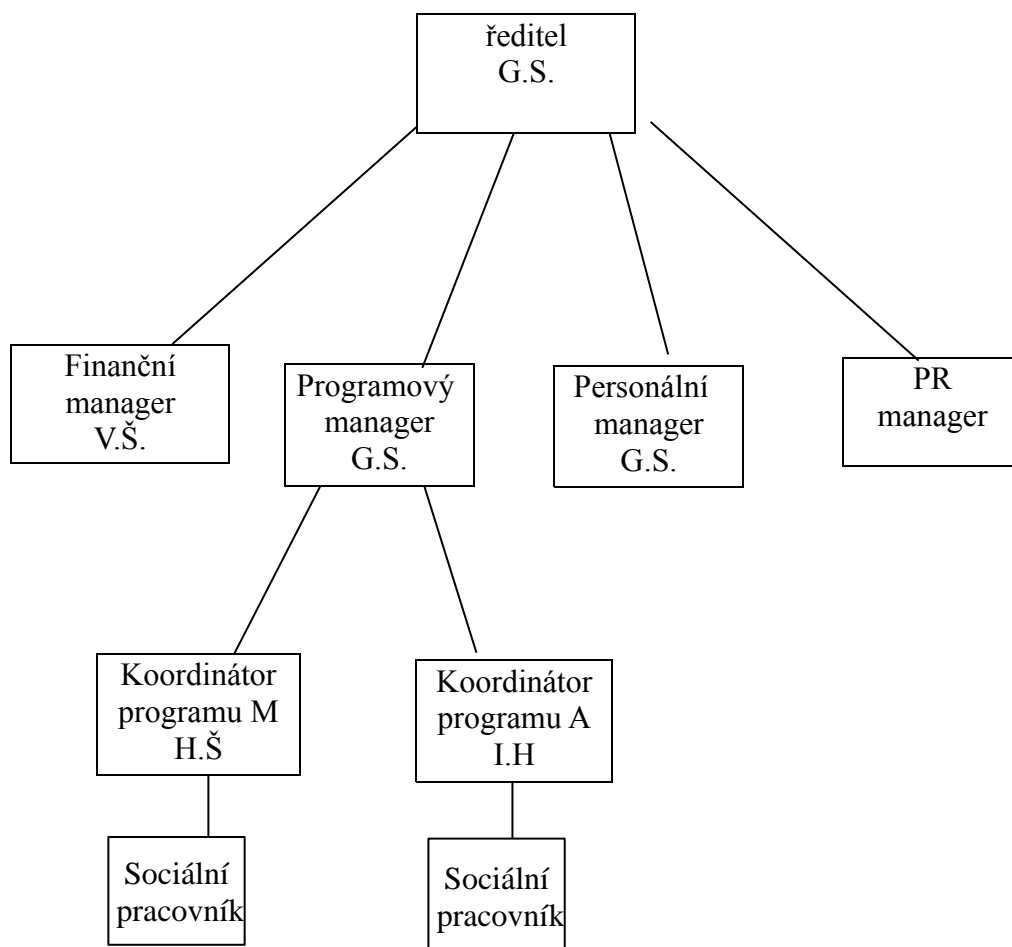 ředitel
G.S.
Finanční
manager
V.Š.
Programový
manager
G.S.
Personální
manager
G.S.
PR
manager
Koordinátor
programu M
H.Š
Koordinátor
programu A
I.H
Sociální
pracovník
Sociální
pracovník